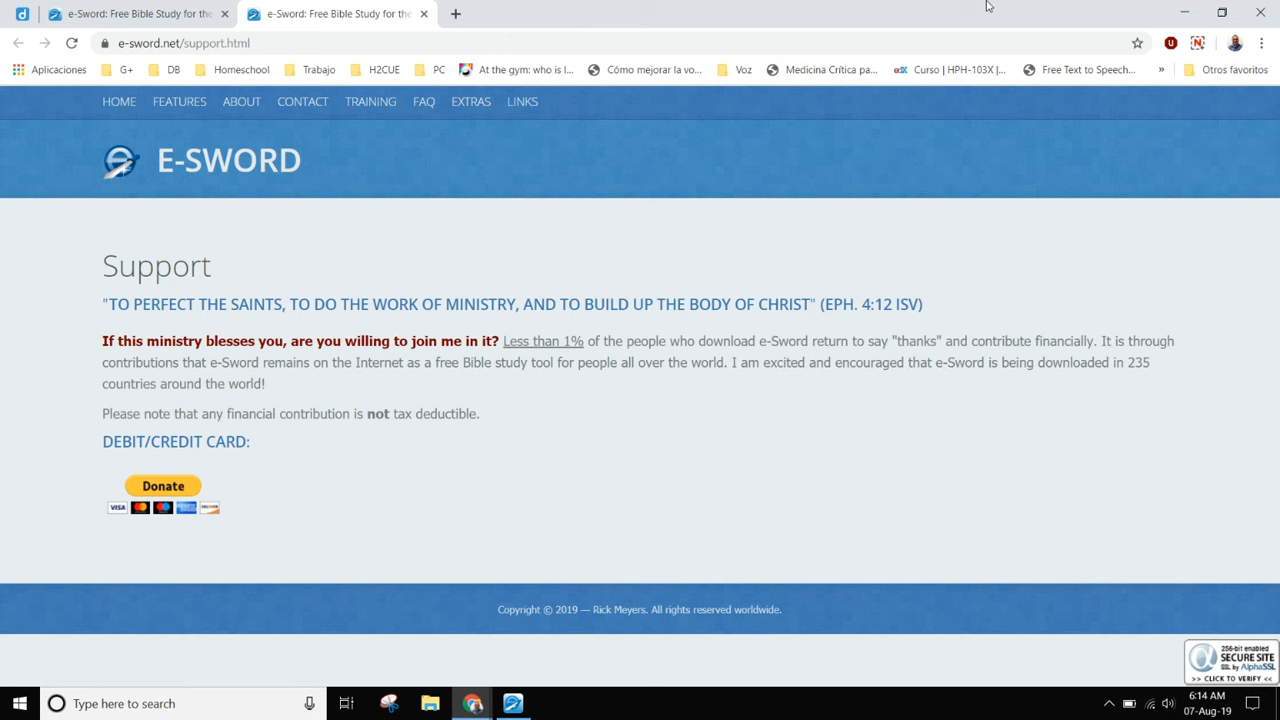 e-Sword: Free Bible Study for the
e-Sword: Free Bible Study for the
e-sword.net/support.html
Aplicaciones
G+
DB
Homeschool
Trabajo
H2CUE
PC
At the gym: who is l...
Cómo mejorar la vo...
Voz
Medicina Crítica pa...
Curso | HPH-103X |...
Free Text to Speech...
»
Otros favoritos
HOME FEATURES ABOUT CONTACT TRAINING FAQ EXTRAS LINKS
E-SWORD
Support
"TO PERFECT THE SAINTS, TO DO THE WORK OF MINISTRY, AND TO BUILD UP THE BODY OF CHRIST" (EPH. 4:12 ISV)
If this ministry blesses you, are you willing to join me in it? Less than 1% of the people who download e-Sword return to say "thanks" and contribute financially. It is through
contributions that e-Sword remains on the Internet as a free Bible study tool for people all over the world. I am excited and encouraged that e-Sword is being downloaded in 235
countries around the world!
Please note that any financial contribution is not tax deductible.
DEBIT/CREDIT CARD:
Donate
VISA
Copyright © 2019 — Rick Meyers. All rights reserved worldwide.
256-bit enabled
SECURE SITE
SSL by AlphaSSL
>> CLICK TO VERIFY <<
Type here to search
6:14 AM
07-Aug-19